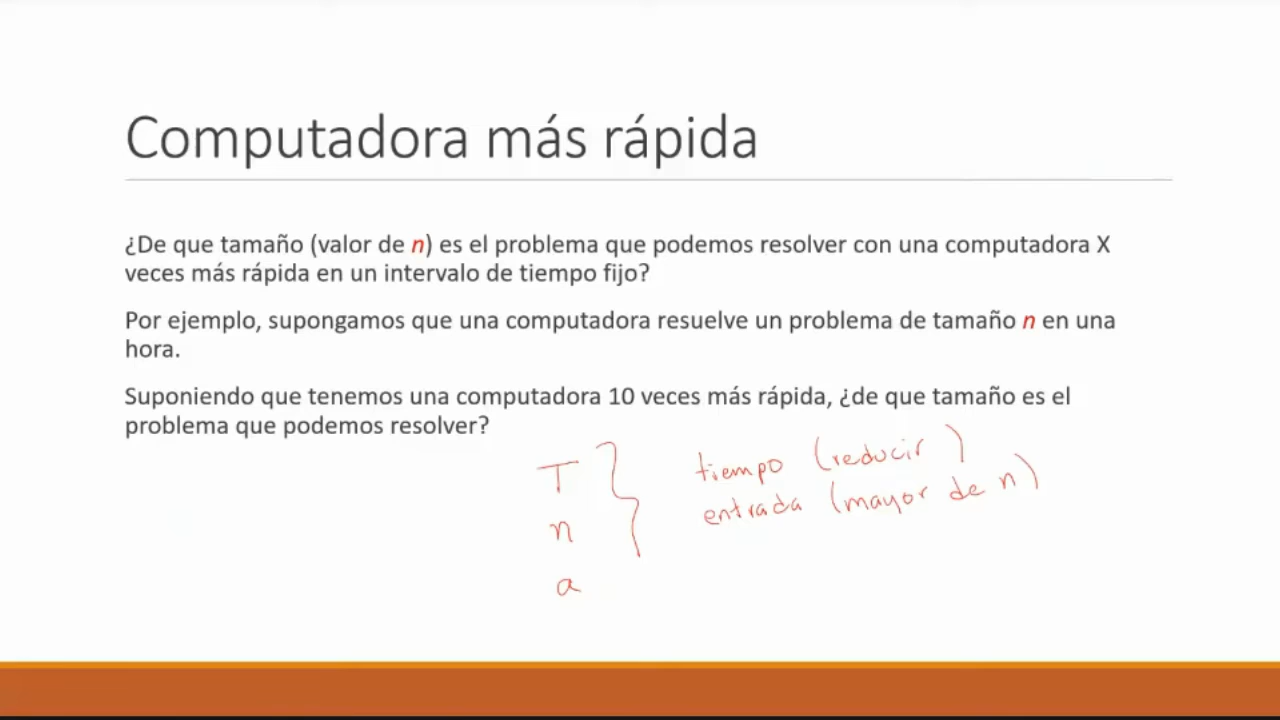 Computadora más rápida
¿De que tamaño (valor de n) es el problema que podemos resolver con una computadora X
veces más rápida en un intervalo de tiempo fijo?
Por ejemplo, supongamos que una computadora resuelve un problema de tamaño n en una
hora.
Suponiendo que tenemos una computadora 10 veces más rápida, ¿de que tamaño es el
problema que podemos resolver?
T
n
a
tiempo (reducir)
entrada (mayor de n)